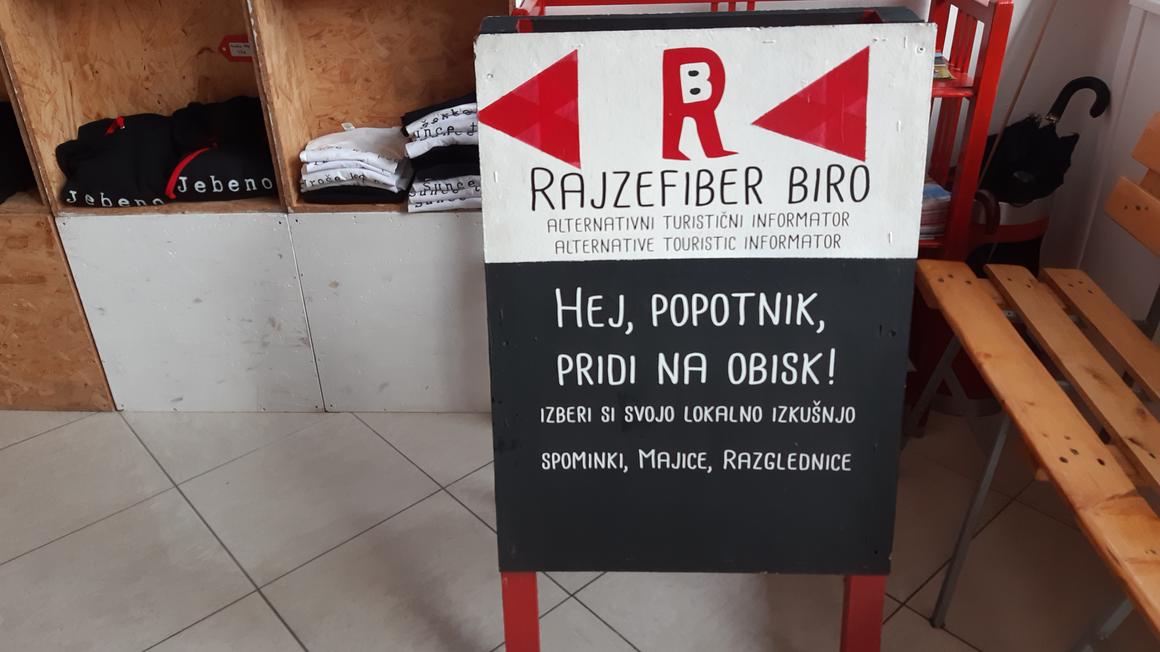 Jebeno
Jebeno
RB
RAJZEFIBER BIRO
ALTERNATIVNI TURISTIČNI INFORMATOR
ALTERNATIVE TOURISTIC INFORMATOR
HEJ, POPOTNIK,
PRIDI NA OBISK!
IZBERI SI SVOJO LOKALNO IZKUŠNJO
SPOMINKI, MAJICE, RAZGLEDNICE